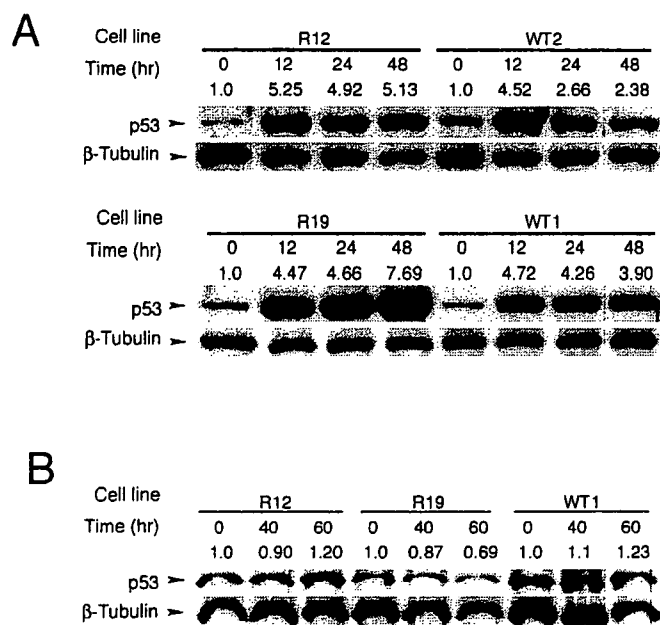 A
Cell line R12 WT2
Time (hr) 0 12 24 48 0 12 24 48
1.0 5.25 4.92 5.13 1.0 4.52 2.66 2.38
p53
β-Tubulin
Cell line R19 WT1
Time (hr) 0 12 24 48 0 12 24 48
1.0 4.47 4.66 7.69 1.0 4.72 4.26 3.90
p53
β-Tubulin
B
Cell line R12 R19 WT1
Time (hr) 0 40 60 0 40 60 0 40 60
1.0 0.90 1.20 1.0 0.87 0.69 1.0 1.1 1.23
p53
β-Tubulin